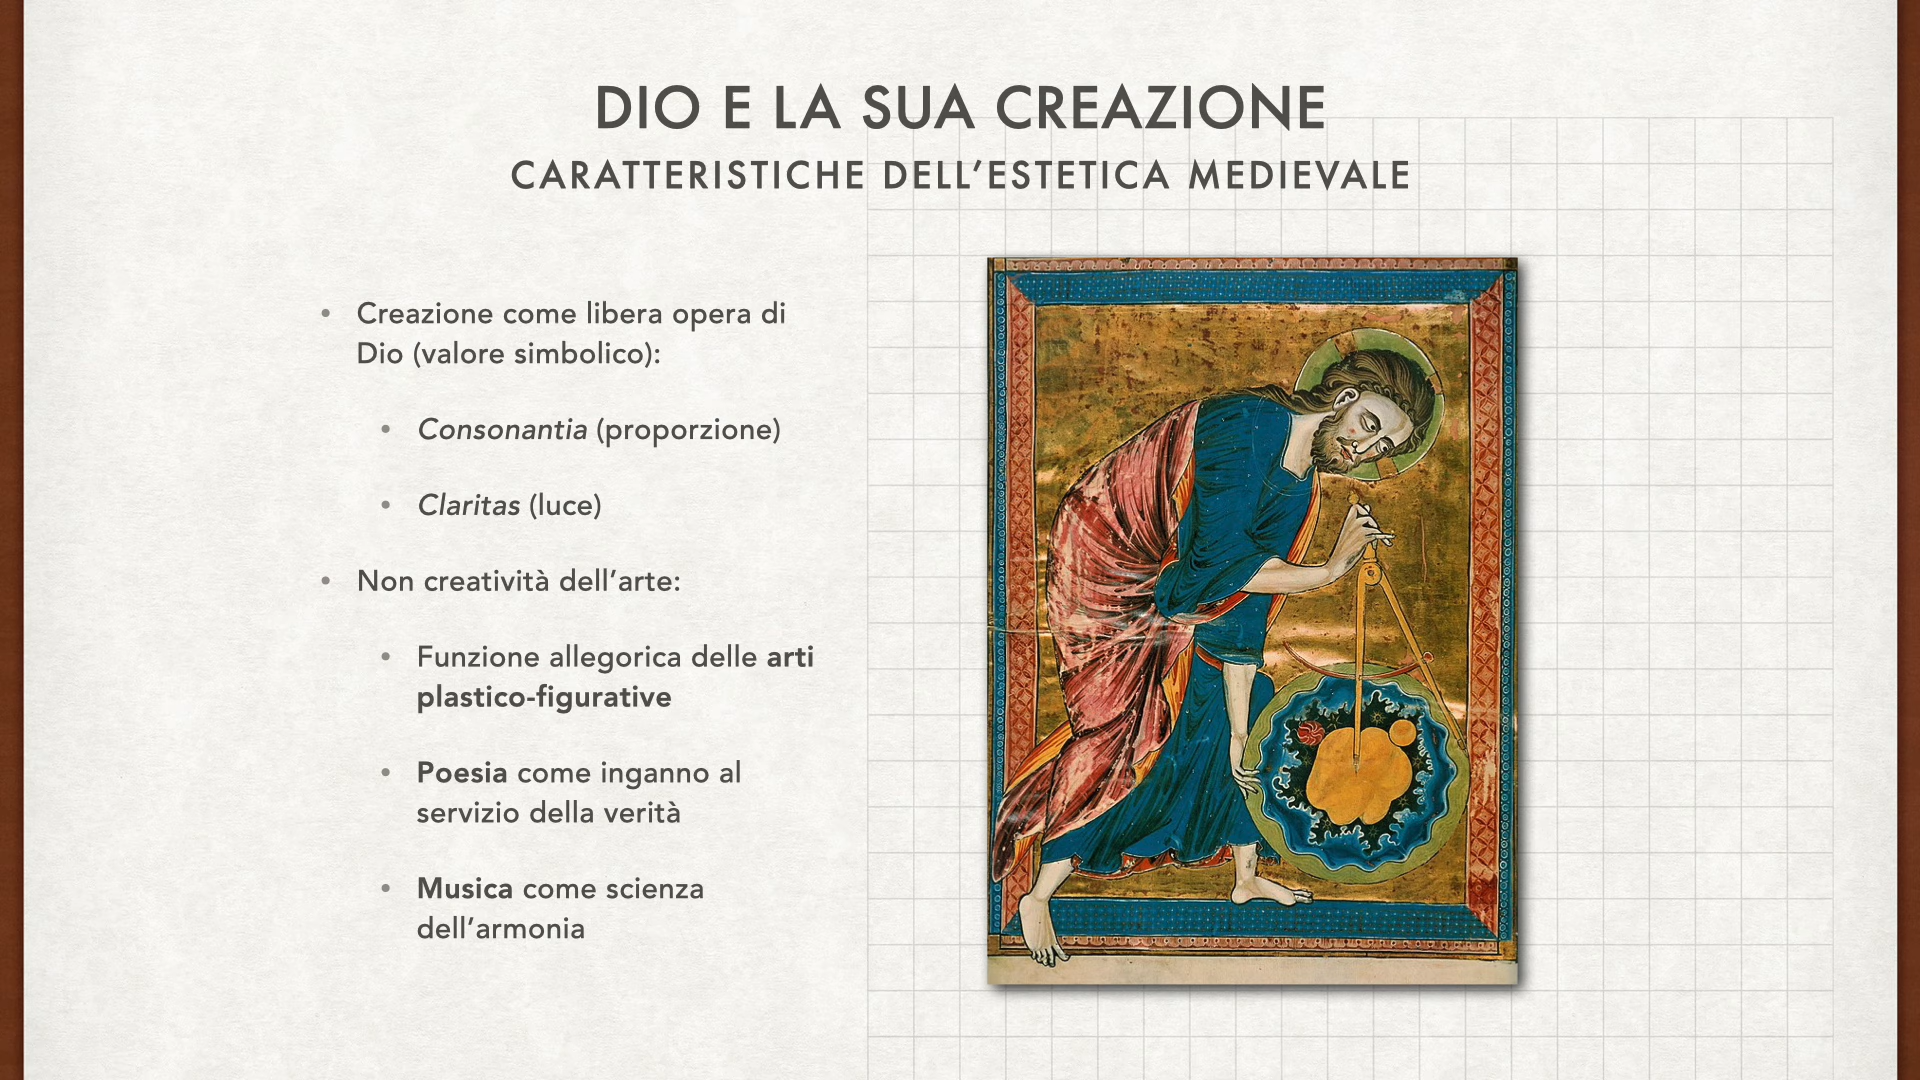 DIO E LA SUA CREAZIONE
CARATTERISTICHE DELL’ESTETICA MEDIEVALE
• Creazione come libera opera di
Dio (valore simbolico):
• Consonantia (proporzione)
• Claritas (luce)
• Non creatività dell’arte:
• Funzione allegorica delle arti
plastico-figurative
• Poesia come inganno al
servizio della verità
• Musica come scienza
dell’armonia